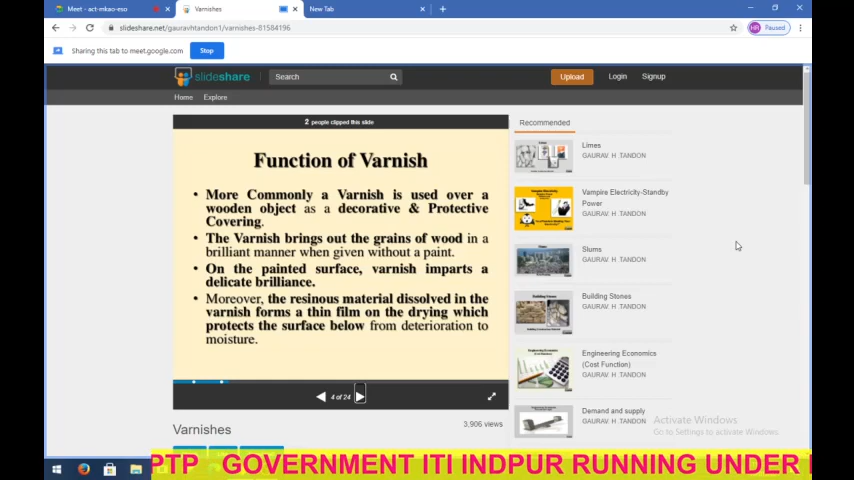 Meet - act-mkao-eso
Varnishes
New Tab
slideshare.net/gauravhtandon1/varnishes-81584196
HR
Paused
Sharing this tab to meet.google.com
Stop
slideshare
Search
Upload
Login
Signup
Home
Explore
2 people clipped this slide
Function of Varnish
• More Commonly a Varnish is used over a
wooden object as a decorative & Protective
Covering.
• The Varnish brings out the grains of wood in a
brilliant manner when given without a paint.
• On the painted surface, varnish imparts a
delicate brilliance.
• Moreover, the resinous material dissolved in the
varnish forms a thin film on the drying which
protects the surface below from deterioration to
moisture.
4 of 24
Varnishes
3,906 views
Recommended
Limes
GAURAV. H .TANDON
Vampire Electricity-Standby
Power
GAURAV. H .TANDON
Slums
GAURAV. H .TANDON
Building Stones
GAURAV. H .TANDON
Engineering Economics
(Cost Function)
GAURAV. H .TANDON
Demand and supply
GAURAV. H .TANDON
Activate Windows
Go to Settings to activate Windows.
PTP GOVERNMENT ITI INDPUR RUNNING UNDER